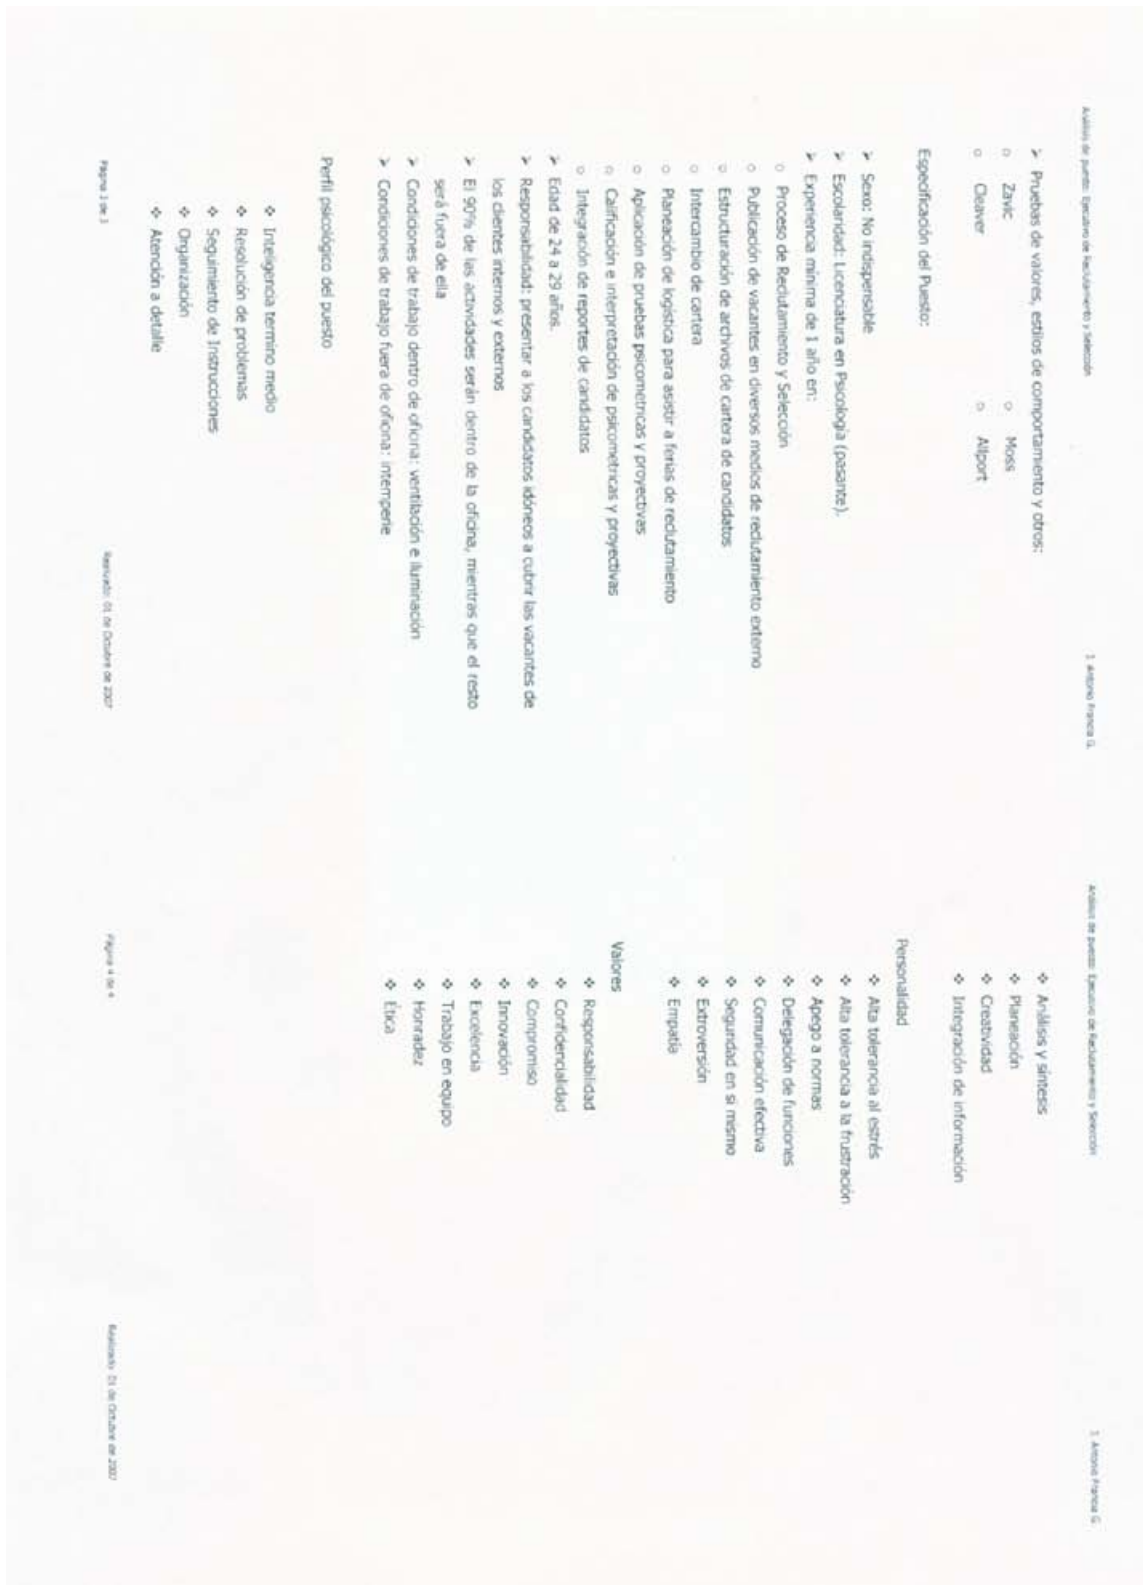 Análisis de puesto: Ejecutivo de Reclutamiento y Selección J. Antonio Francia G.
➢ Pruebas de valores, estilos de comportamiento y otros:
○ Zavic ○ Moss
○ Cleaver ○ Allport
Especificación del Puesto:
➢ Sexo: No indispensable
➢ Escolaridad: Licenciatura en Psicología (pasante).
➢ Experiencia mínima de 1 año en:
○ Proceso de Reclutamiento y Selección
○ Publicación de vacantes en diversos medios de reclutamiento externo
○ Estructuración de archivos de cartera de candidatos
○ Intercambio de cartera
○ Planeación de logística para asistir a ferias de reclutamiento
○ Aplicación de pruebas psicometricas y proyectivas
○ Calificación e interpretación de psicometricas y proyectivas
○ Integración de reportes de candidatos
➢ Edad de 24 a 29 años.
➢ Responsabilidad: presentar a los candidatos idóneos a cubrir las vacantes de
los clientes internos y externos
➢ El 90% de las actividades serán dentro de la oficina, mientras que el resto
será fuera de ella
➢ Condiciones de trabajo dentro de oficina: ventilación e iluminación
➢ Condiciones de trabajo fuera de oficina: intemperie
Perfil psicológico del puesto
❖ Inteligencia termino medio
❖ Resolución de problemas
❖ Seguimiento de Instrucciones
❖ Organización
❖ Atención a detalle
Página 3 de 3 Realizado: 01 de Octubre de 2007
Análisis de puesto: Ejecutivo de Reclutamiento y Selección J. Antonio Francia G.
❖ Análisis y síntesis
❖ Planeación
❖ Creatividad
❖ Integración de información
Personalidad
❖ Alta tolerancia al estrés
❖ Alta tolerancia a la frustración
❖ Apego a normas
❖ Delegación de funciones
❖ Comunicación efectiva
❖ Seguridad en si mismo
❖ Extroversión
❖ Empatía
Valores
❖ Responsabilidad
❖ Confidencialidad
❖ Compromiso
❖ Innovación
❖ Excelencia
❖ Trabajo en equipo
❖ Honradez
❖ Ética
Página 4 de 4 Realizado: 01 de Octubre de 2007